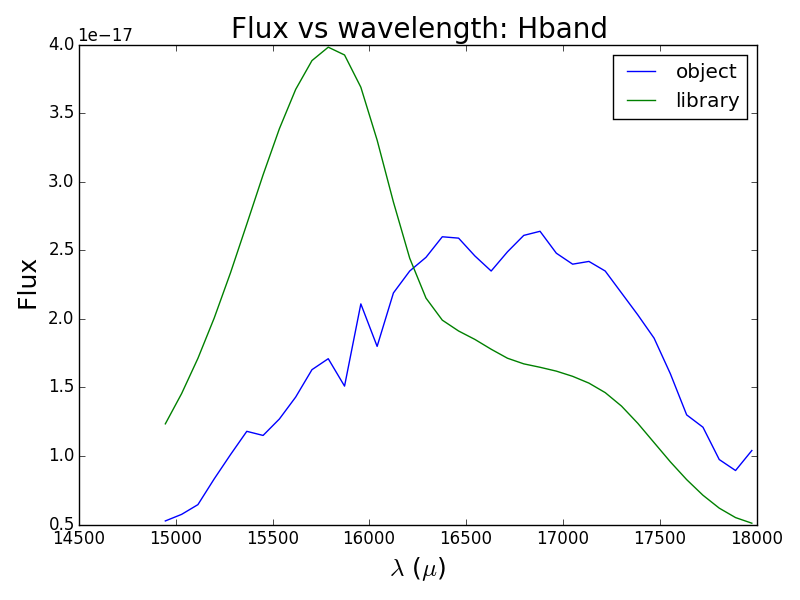 Flux vs wavelength: Hband
1e−17
4.0
3.5
3.0
2.5
2.0
1.5
1.0
0.5
Flux
object
library
14500 15000 15500 16000 16500 17000 17500 18000
λ (μ)